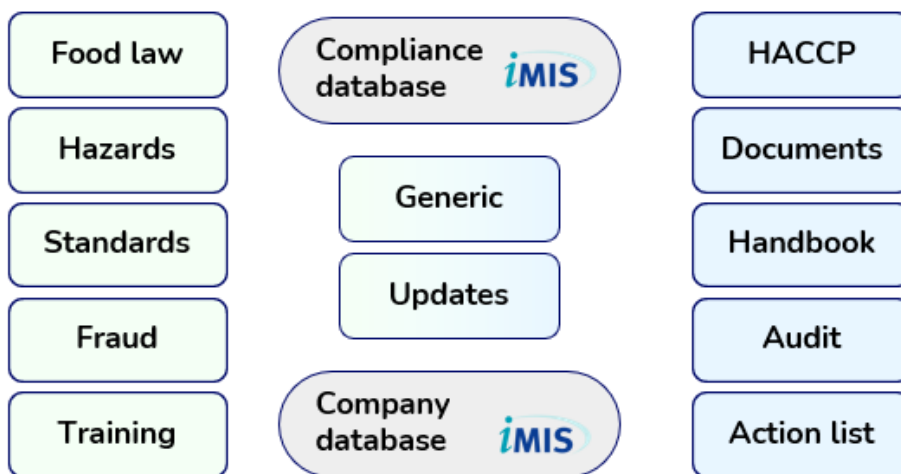 Food law
Hazards
Standards
Fraud
Training
Compliance
database
iMIS
Generic
Updates
Company
database
iMIS
HACCP
Documents
Handbook
Audit
Action list